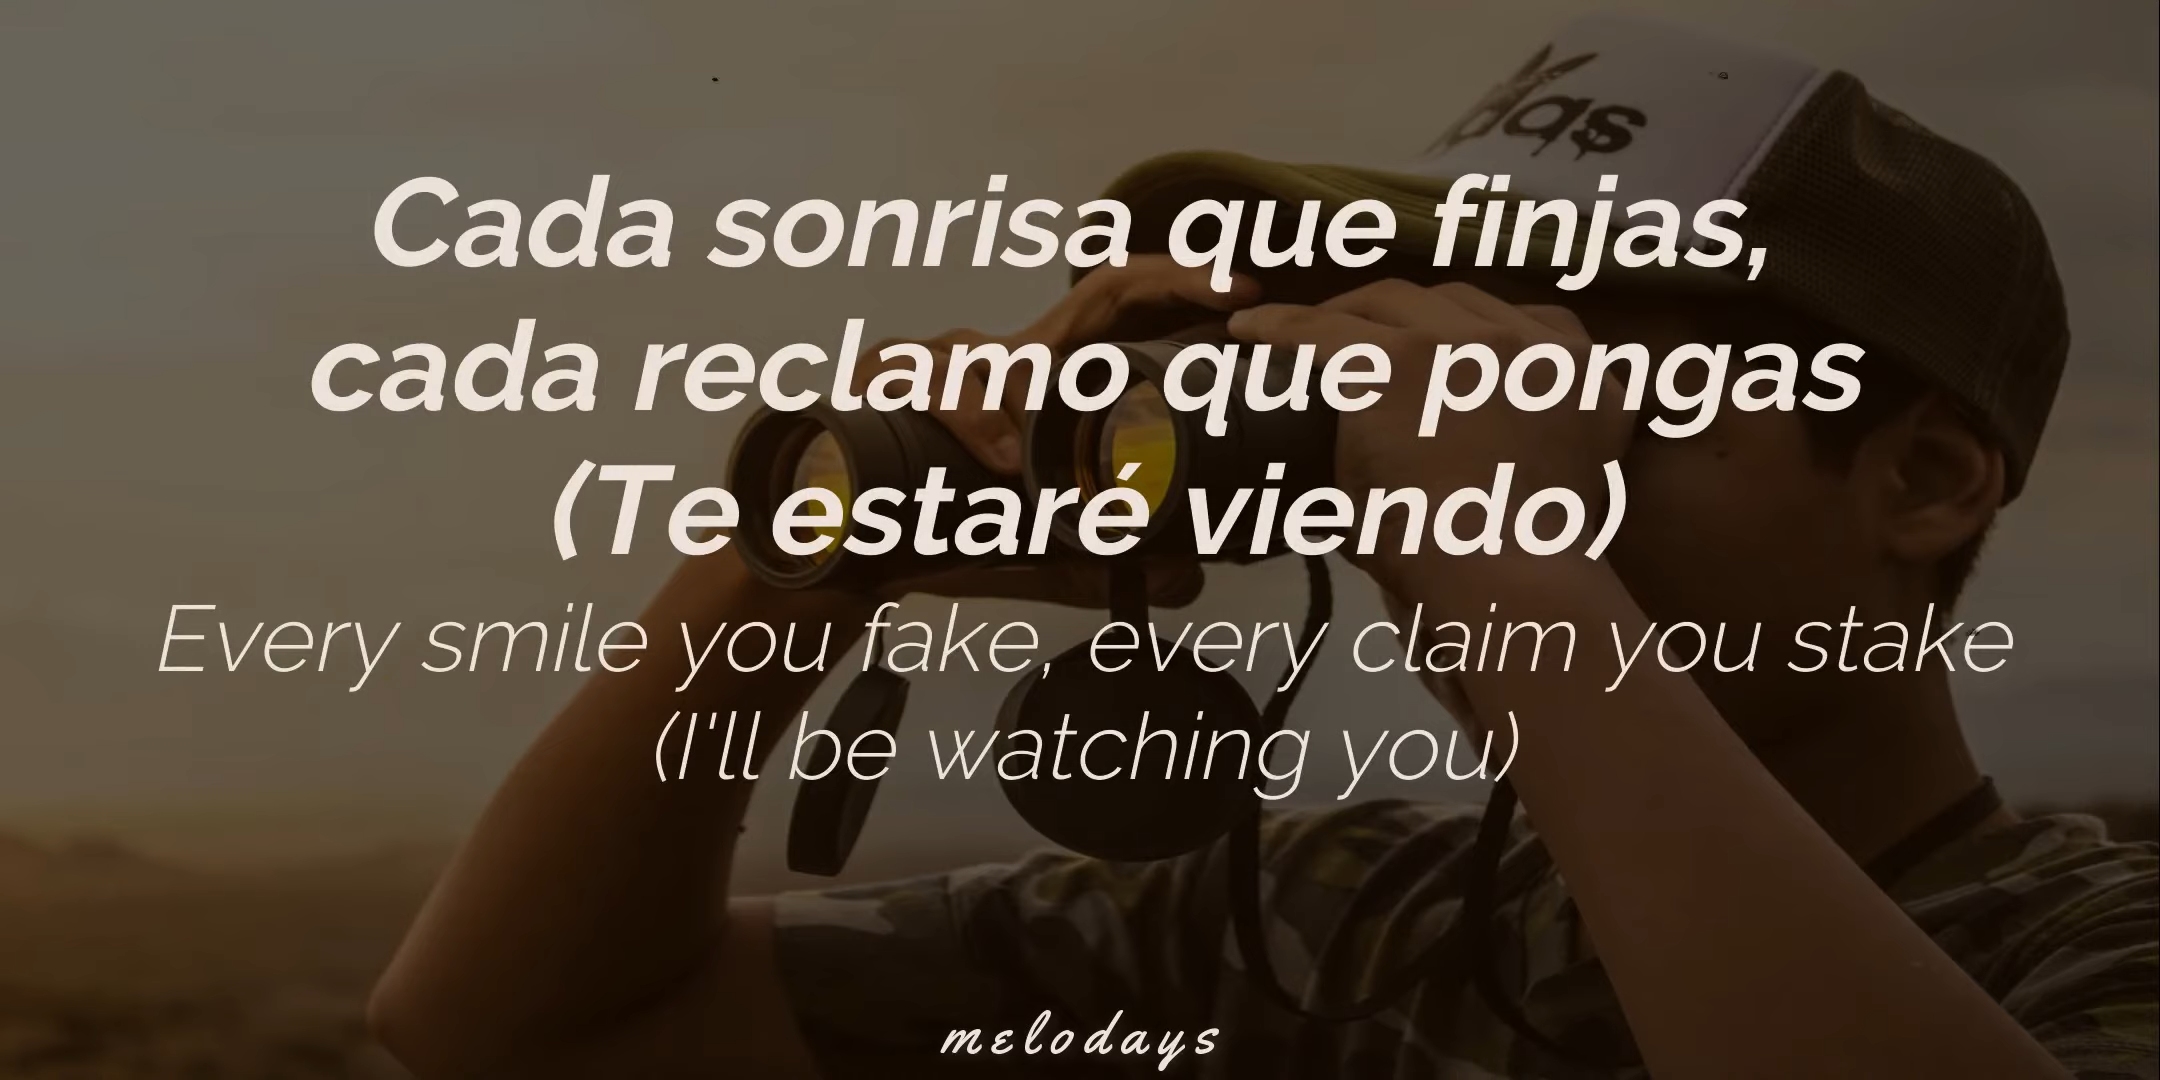 das
Cada sonrisa que finjas,
cada reclamo que pongas
(Te estaré viendo)
Every smile you fake, every claim you stake
(I'll be watching you)
melodays